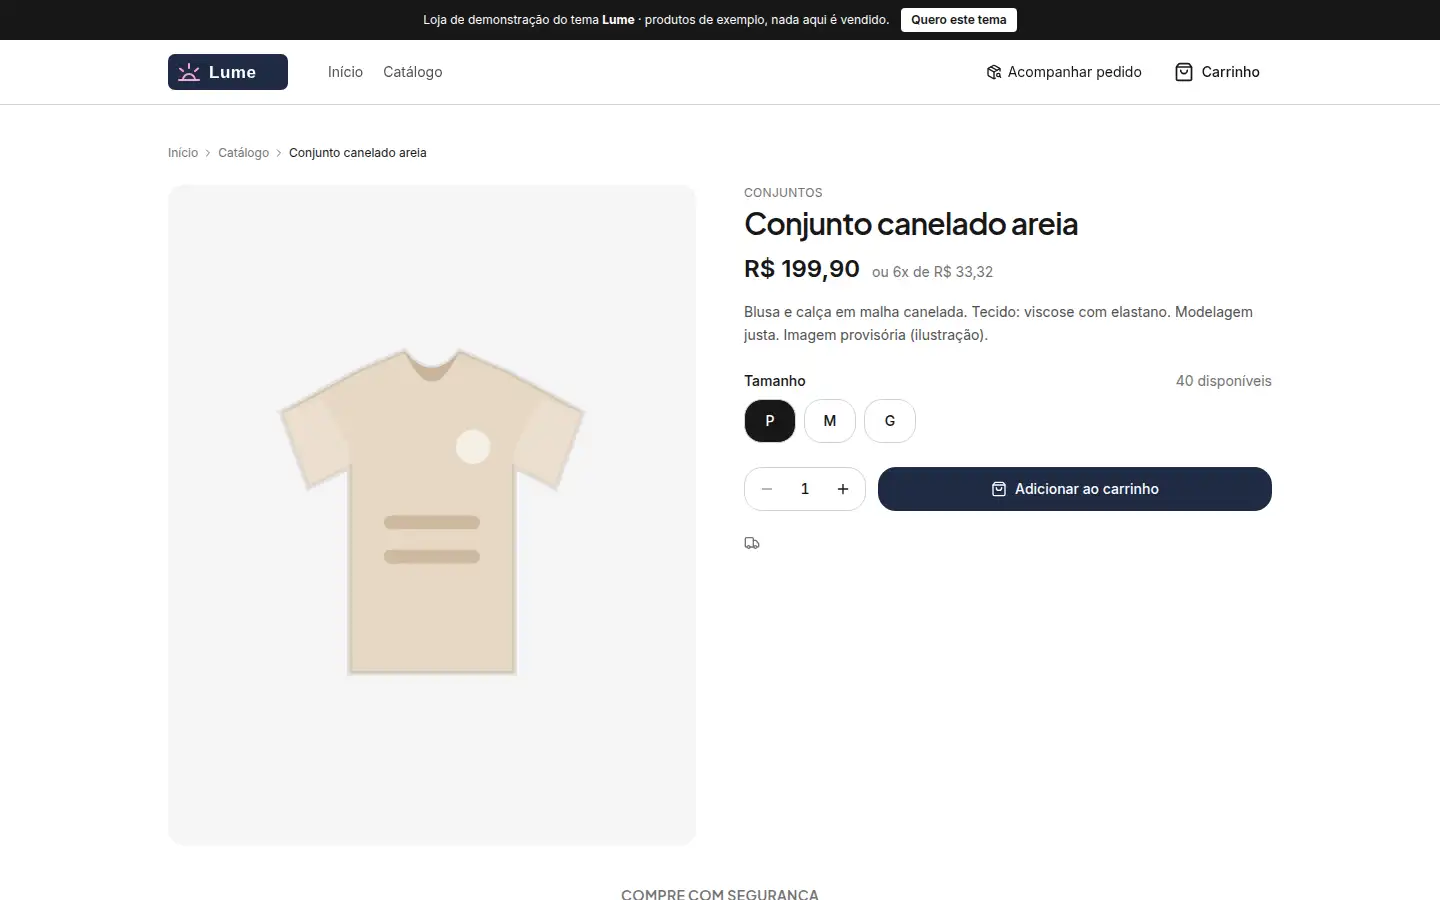 Loja de demonstração do tema Lume · produtos de exemplo, nada aqui é vendido. Quero este tema
Lume Início Catálogo Acompanhar pedido Carrinho
Início > Catálogo > Conjunto canelado areia
CONJUNTOS
Conjunto canelado areia
R$ 199,90 ou 6x de R$ 33,32
Blusa e calça em malha canelada. Tecido: viscose com elastano. Modelagem
justa. Imagem provisória (ilustração).
Tamanho 40 disponíveis
P M G
− 1 + Adicionar ao carrinho
COMPRE COM SEGURANÇA